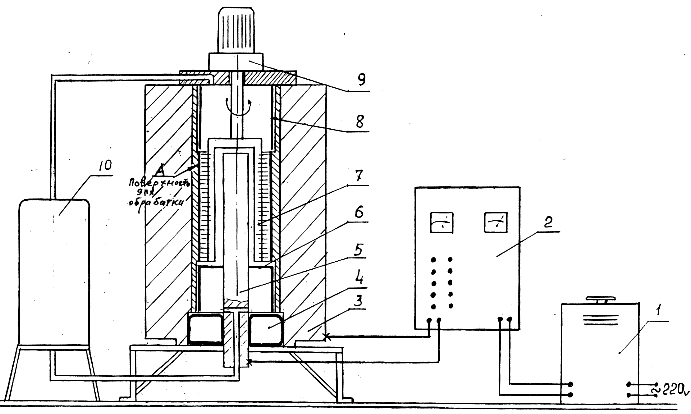 9
8
А
Поверхность
для
обработки
10
7
6
5
4
3
2
1
~220v